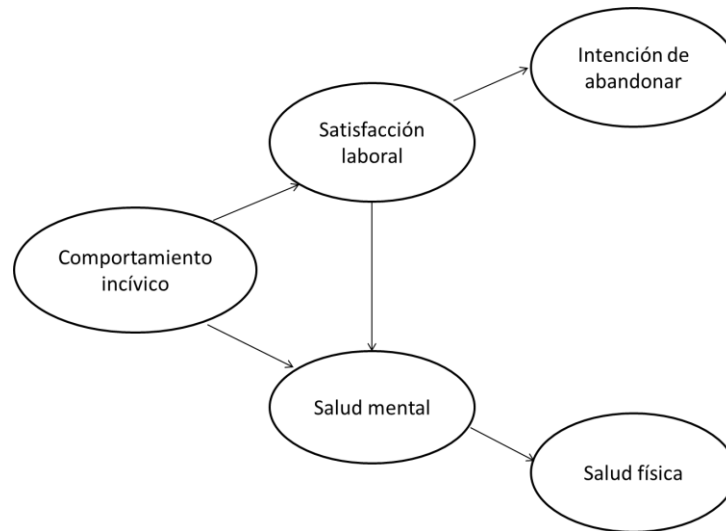 Intención de
abandonar
Satisfacción
laboral
Comportamiento
incívico
Salud mental
Salud física